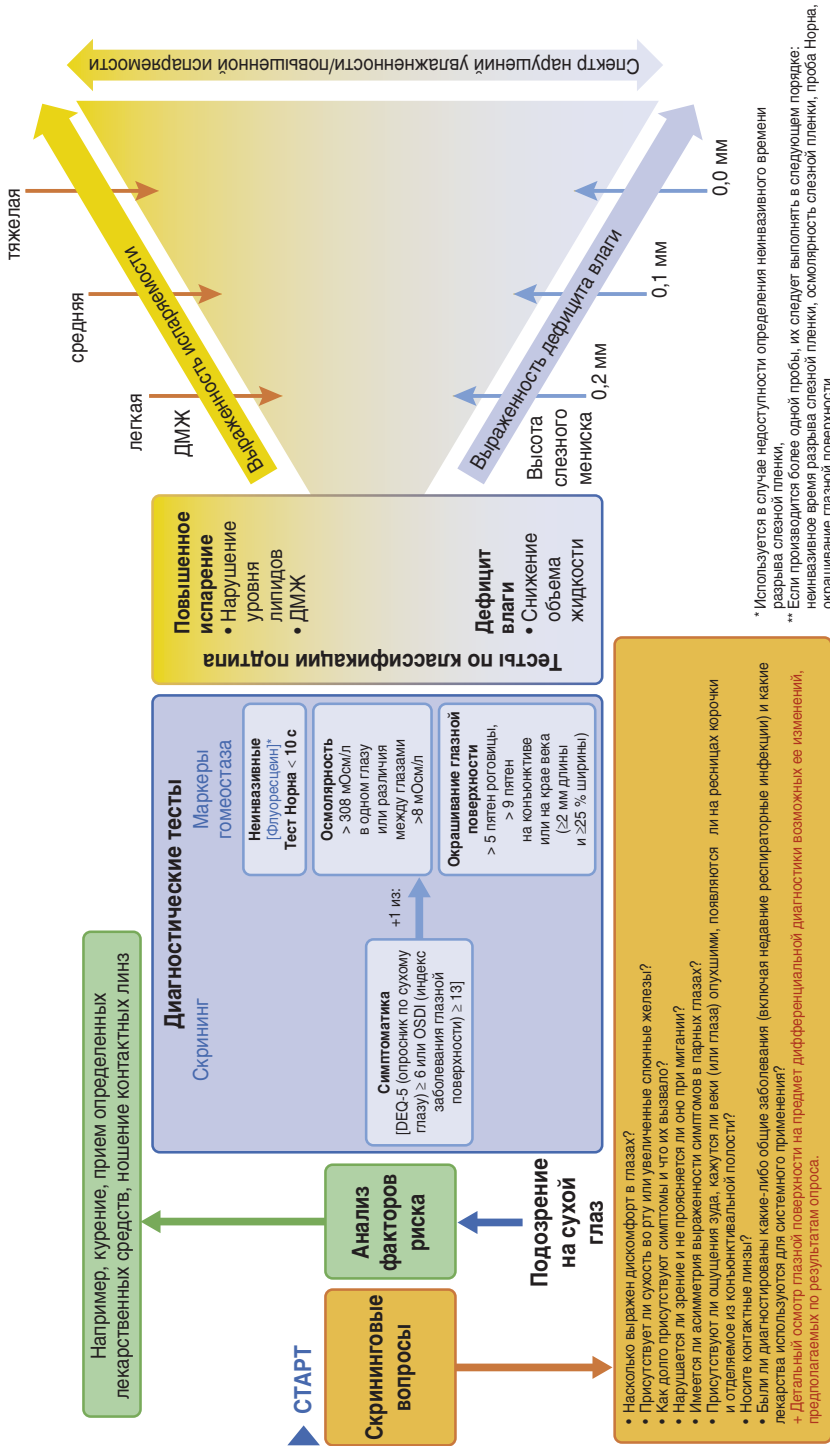 Например, курение, прием определенных
лекарственных средств, ношение контактных линз
СТАРТ
Скрининговые
вопросы
Анализ
факторов
риска
Подозрение
на сухой
глаз
Диагностические тесты
Скрининг
Маркеры
гомеостаза
Симптоматика
[DEQ-5 (опросник по сухому
глазу) ≥ 6 или OSDI (индекс
заболевания глазной
поверхности) ≥ 13]
+1 из:
Неинвазивные
[Флуоресцеин]*
Тест Норна < 10 с
Осмолярность
> 308 мОсм/л
в одном глазу
или различия
между глазами
>8 мОсм/л
Окрашивание глазной
поверхности
> 5 пятен роговицы,
> 9 пятен
на конъюнктиве
или на крае века
(≥2 мм длины
и ≥25 % ширины)
Тесты по классификации подтипа
Повышенное
испарение
• Нарушение
уровня
липидов
• ДМЖ
Дефицит
влаги
• Снижение
объема
жидкости
ДМЖ
легкая
средняя
тяжелая
Выраженность испаряемости
Спектр нарушений увлажненности/повышенной испаряемости
Выраженность дефицита влаги
Высота
слезного
мениска
0,2 мм
0,1 мм
0,0 мм
• Насколько выражен дискомфорт в глазах?
• Присутствует ли сухость во рту или увеличенные слюнные железы?
• Как долго присутствуют симптомы и что их вызвало?
• Нарушается ли зрение и не проясняется ли оно при мигании?
• Имеется ли асимметрия выраженности симптомов в парных глазах?
• Присутствуют ли ощущения зуда, кажутся ли веки (или глаза) опухшими, появляются ли на ресницах корочки
и отделяемое из конъюнктивальной полости?
• Носите контактные линзы?
• Были ли диагностированы какие-либо общие заболевания (включая недавние респираторные инфекции) и какие
лекарства используются для системного применения?
+ Детальный осмотр глазной поверхности на предмет дифференциальной диагностики возможных ее изменений,
предполагаемых по результатам опроса.
* Используется в случае недоступности определения неинвазивного времени
разрыва слезной пленки,
** Если производится более одной пробы, их следует выполнять в следующем порядке:
неинвазивное время разрыва слезной пленки, осмолярность слезной пленки, проба Норна,
окрашивание глазной поверхности